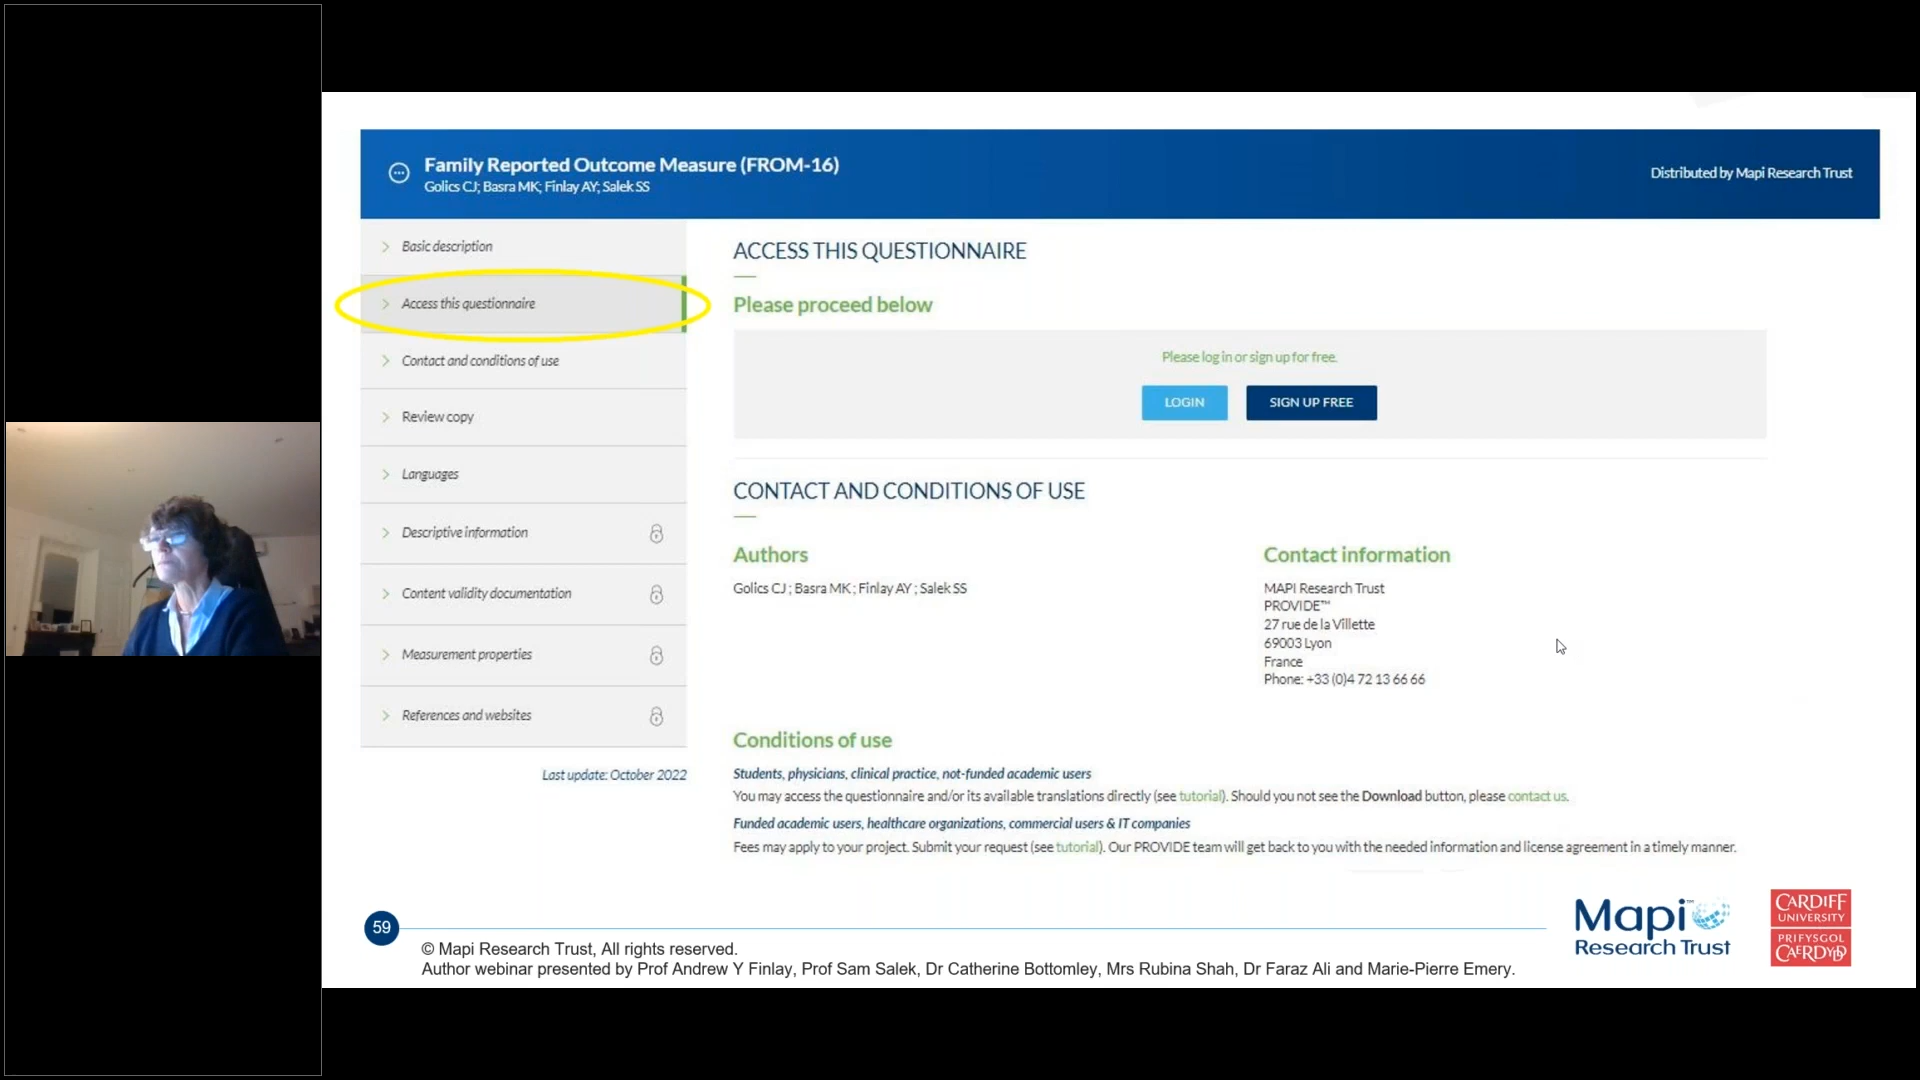 Family Reported Outcome Measure (FROM-16)
Golics CJ; Basra MK; Finlay AY; Salek SS
Distributed by Mapi Research Trust
Basic description
Access this questionnaire
Contact and conditions of use
Review copy
Languages
Descriptive information
Content validity documentation
Measurement properties
References and websites
Last update: October 2022
ACCESS THIS QUESTIONNAIRE
Please proceed below
Please log in or sign up for free.
LOGIN
SIGN UP FREE
CONTACT AND CONDITIONS OF USE
Authors
Golics CJ ; Basra MK ; Finlay AY ; Salek SS
Contact information
MAPI Research Trust
PROVIDE™
27 rue de la Villette
69003 Lyon
France
Phone: +33 (0)4 72 13 66 66
Conditions of use
Students, physicians, clinical practice, not-funded academic users
You may access the questionnaire and/or its available translations directly (see tutorial). Should you not see the Download button, please contact us.
Funded academic users, healthcare organizations, commercial users & IT companies
Fees may apply to your project. Submit your request (see tutorial). Our PROVIDE team will get back to you with the needed information and license agreement in a timely manner.
59
© Mapi Research Trust, All rights reserved.
Author webinar presented by Prof Andrew Y Finlay, Prof Sam Salek, Dr Catherine Bottomley, Mrs Rubina Shah, Dr Faraz Ali and Marie-Pierre Emery.
Mapi™
Research Trust
CARDIFF
UNIVERSITY
PRIFYSGOL
CAERDYDD